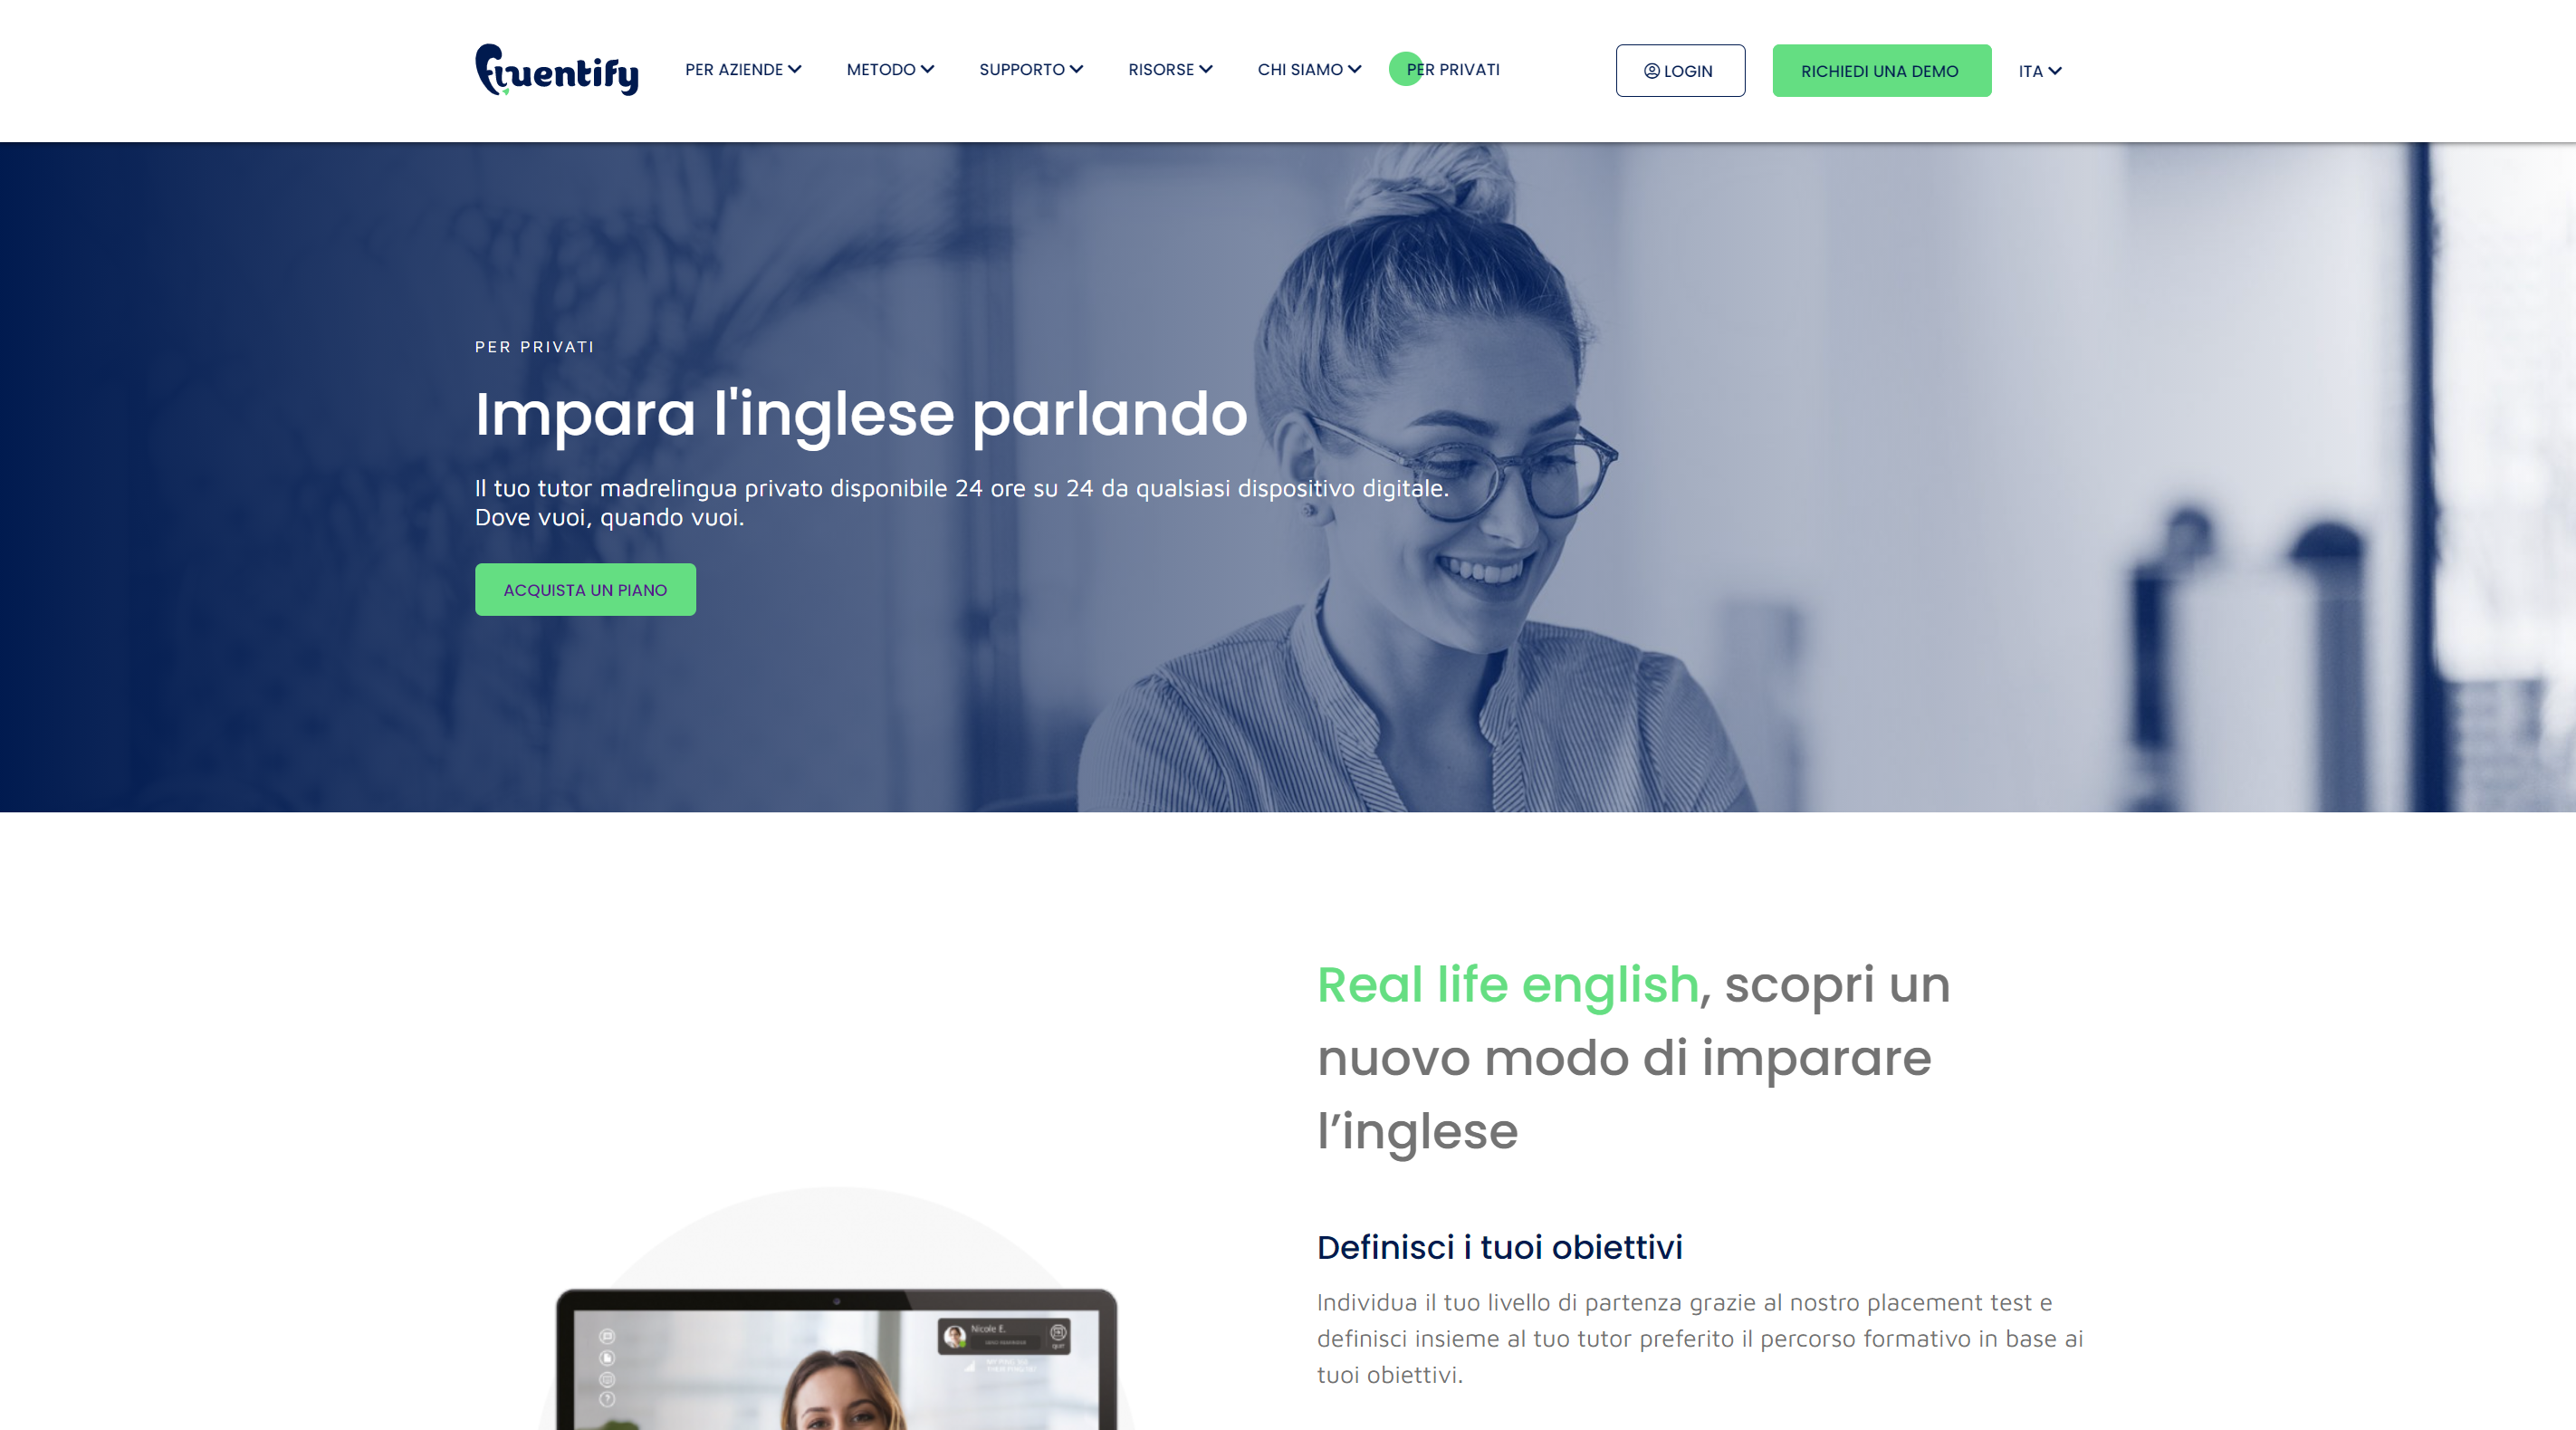 fluentify
PER AZIENDE
METODO
SUPPORTO
RISORSE
CHI SIAMO
PER PRIVATI
LOGIN
RICHIEDI UNA DEMO
ITA
PER PRIVATI
Impara l'inglese parlando
Il tuo tutor madrelingua privato disponibile 24 ore su 24 da qualsiasi dispositivo digitale.
Dove vuoi, quando vuoi.
ACQUISTA UN PIANO
Real life english, scopri un
nuovo modo di imparare
l’inglese
Definisci i tuoi obiettivi
Individua il tuo livello di partenza grazie al nostro placement test e
definisci insieme al tuo tutor preferito il percorso formativo in base ai
tuoi obiettivi.
Nicole E.